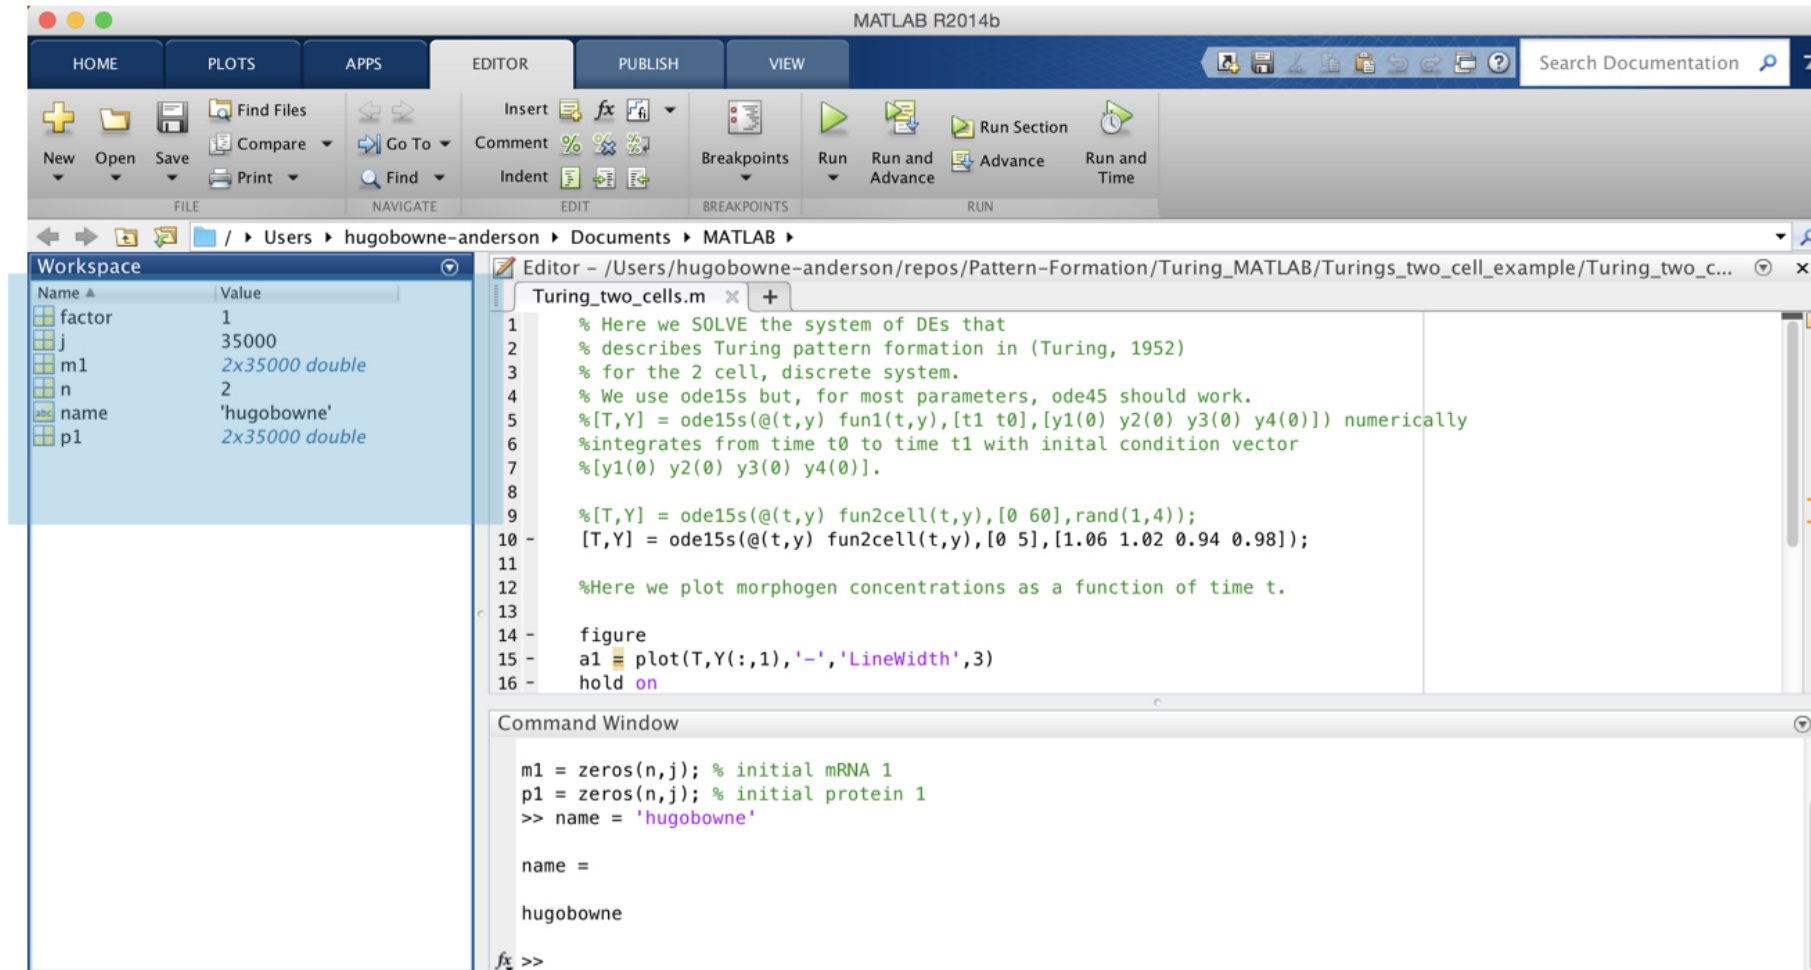 MATLAB R2014b
HOME PLOTS APPS EDITOR PUBLISH VIEW Search Documentation
New Open Save Find Files Compare Print Go To Find Insert fx fi Comment Indent Breakpoints Run Run and Advance Run Section Advance Run and Time
FILE NAVIGATE EDIT BREAKPOINTS RUN
/ Users hugobowne-anderson Documents MATLAB
Workspace
Name Value
factor 1
j 35000
m1 2x35000 double
n 2
abc name 'hugobowne'
p1 2x35000 double
Editor - /Users/hugobowne-anderson/repos/Pattern-Formation/Turing_MATLAB/Turings_two_cell_example/Turing_two_c...
Turing_two_cells.m
1 % Here we SOLVE the system of DEs that
2 % describes Turing pattern formation in (Turing, 1952)
3 % for the 2 cell, discrete system.
4 % We use ode15s but, for most parameters, ode45 should work.
5 %[T,Y] = ode15s(@(t,y) fun1(t,y),[t1 t0],[y1(0) y2(0) y3(0) y4(0)]) numerically
6 %integrates from time t0 to time t1 with inital condition vector
7 %[y1(0) y2(0) y3(0) y4(0)].
8
9 %[T,Y] = ode15s(@(t,y) fun2cell(t,y),[0 60],rand(1,4));
10 - [T,Y] = ode15s(@(t,y) fun2cell(t,y),[0 5],[1.06 1.02 0.94 0.98]);
11
12 %Here we plot morphogen concentrations as a function of time t.
13
14 - figure
15 - a1 = plot(T,Y(:,1),'-','LineWidth',3)
16 - hold on
Command Window
m1 = zeros(n,j); % initial mRNA 1
p1 = zeros(n,j); % initial protein 1
>> name = 'hugobowne'
name =
hugobowne
fx >>